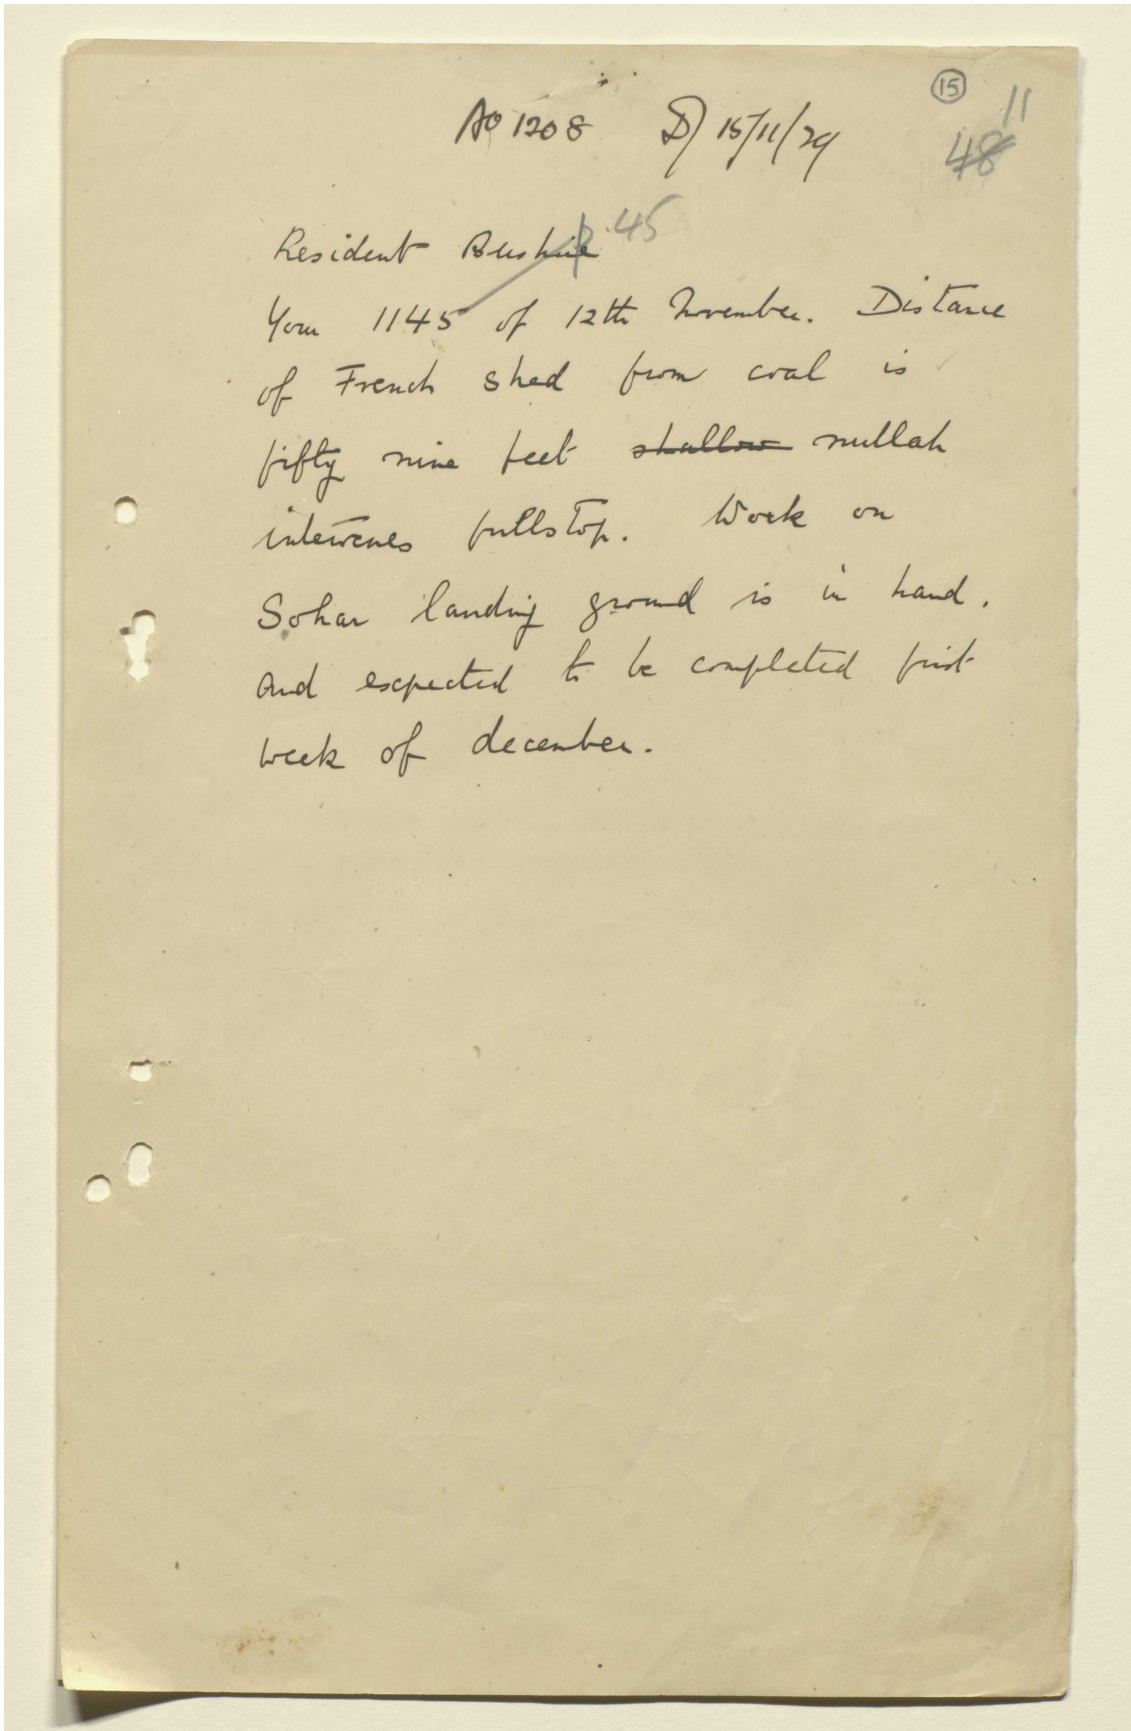 15
11
48
No 1208 D/ 15/11/29
p. 45
Resident Bushire
Your 1145 of 12th November. Distance
of French shed from coal is
fifty nine feet shallow nullah
intervenes fullstop. Work on
Sohar landing ground is in hand.
and expected to be completed first
week of december.